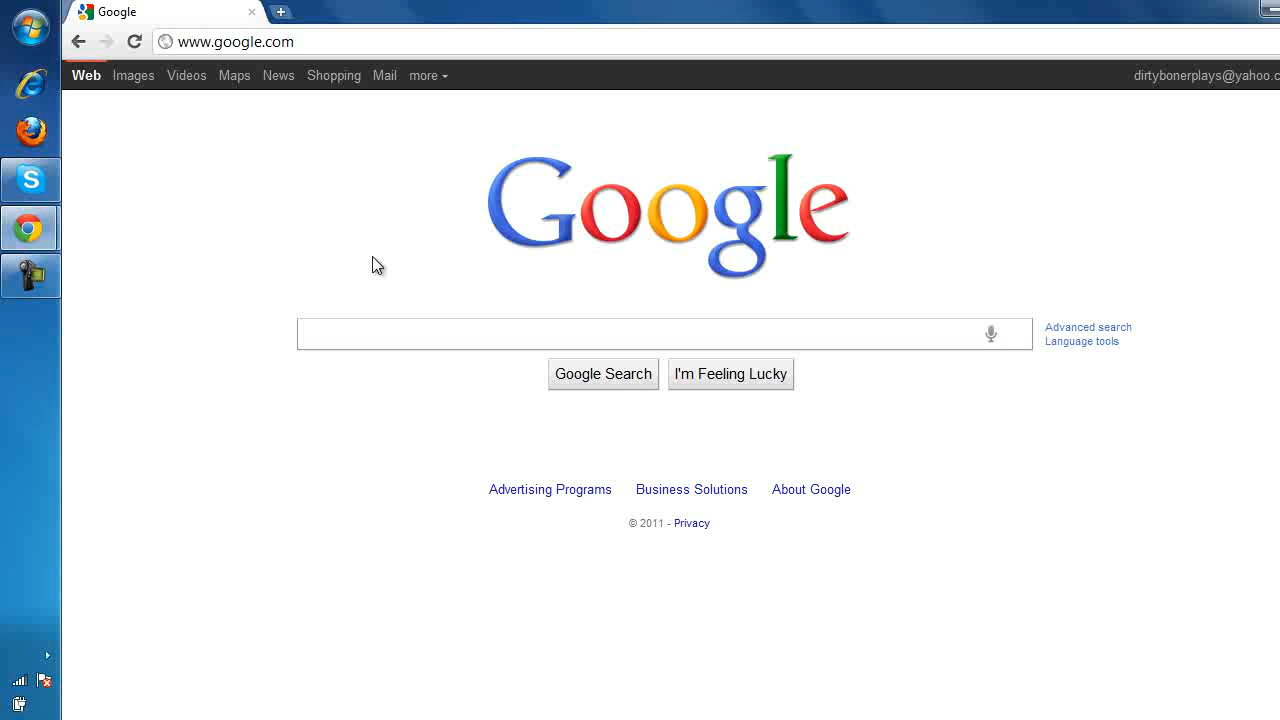 Google
www.google.com
Web Images Videos Maps News Shopping Mail more dirtybonerplays@yahoo.c
Google
Advanced search
Language tools
Google Search I'm Feeling Lucky
Advertising Programs Business Solutions About Google
© 2011 - Privacy